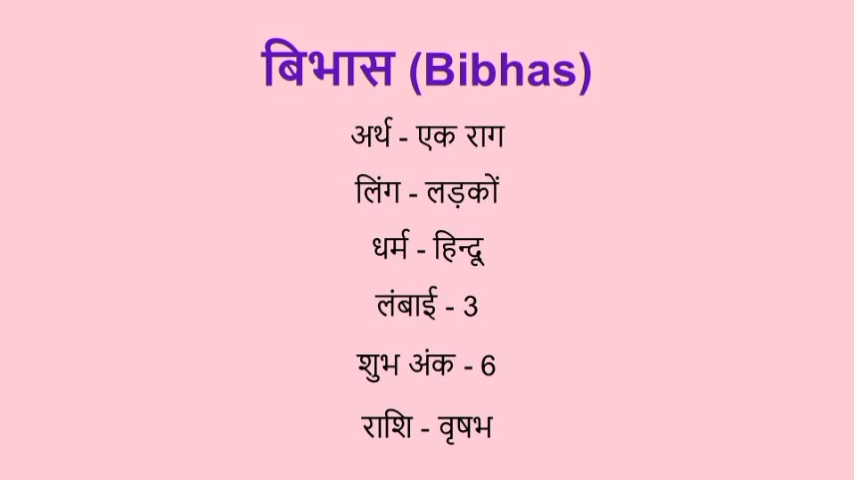 बिभास (Bibhas)
अर्थ - एक राग
लिंग - लड़कों
धर्म - हिन्दू
लंबाई - 3
शुभ अंक - 6
राशि - वृषभ